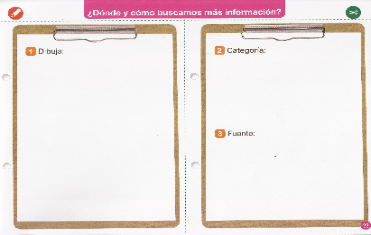 ¿Dónde y cómo buscamos más información?
1 Dibuja:
2 Categoría:
3 Fuente: